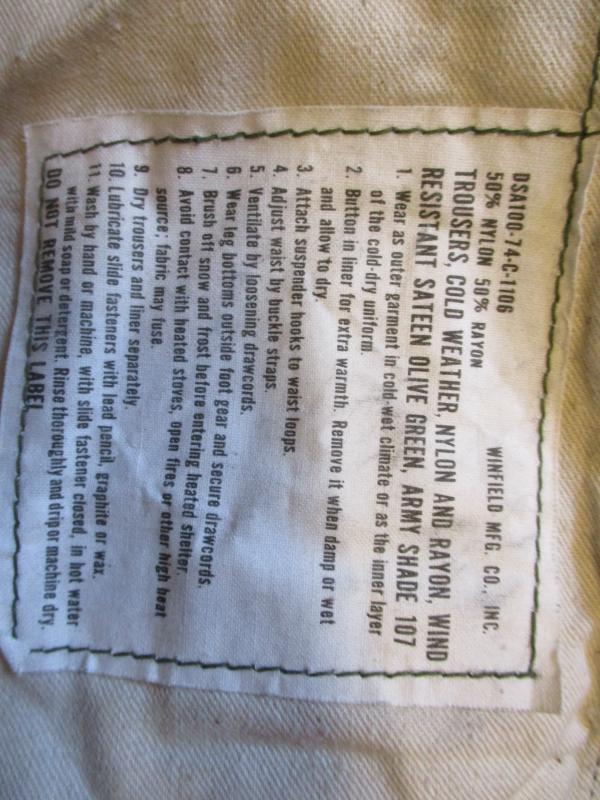 DSA100-74-C-1106
50% NYLON 50% RAYON WINFIELD MFG. CO., INC.
TROUSERS, COLD WEATHER, NYLON AND RAYON, WIND
RESISTANT SATEEN OLIVE GREEN, ARMY SHADE 107
1. Wear as outer garment in cold-wet climate or as the inner layer
of the cold-dry uniform.
2. Button in liner for extra warmth. Remove it when damp or wet
and allow to dry.
3. Attach suspender hooks to waist loops.
4. Adjust waist by buckle straps.
5. Ventilate by loosening drawcords.
6. Wear leg bottoms outside foot gear and secure drawcords.
7. Brush off snow and frost before entering heated shelter.
8. Avoid contact with heated stoves, open fires or other high heat
source; fabric may fuse.
9. Dry trousers and liner separately.
10. Lubricate slide fasteners with lead pencil, graphite or wax.
11. Wash by hand or machine, with slide fastener closed, in hot water
with mild soap or detergent. Rinse thoroughly and drip or machine dry.
DO NOT REMOVE THIS LABEL